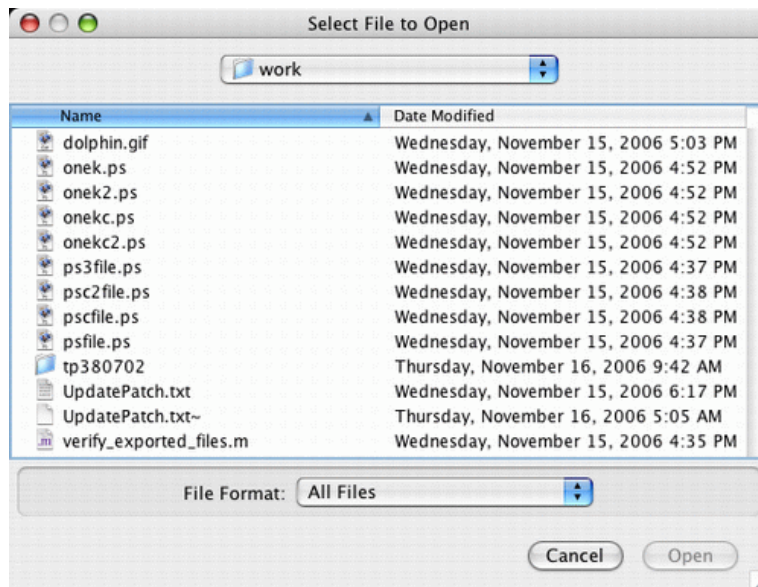 Select File to Open
work
Name Date Modified
dolphin.gif Wednesday, November 15, 2006 5:03 PM
onek.ps Wednesday, November 15, 2006 4:52 PM
onek2.ps Wednesday, November 15, 2006 4:52 PM
onekc.ps Wednesday, November 15, 2006 4:52 PM
onekc2.ps Wednesday, November 15, 2006 4:52 PM
ps3file.ps Wednesday, November 15, 2006 4:37 PM
psc2file.ps Wednesday, November 15, 2006 4:38 PM
pscfile.ps Wednesday, November 15, 2006 4:38 PM
psfile.ps Wednesday, November 15, 2006 4:37 PM
tp380702 Thursday, November 16, 2006 9:42 AM
UpdatePatch.txt Wednesday, November 15, 2006 6:17 PM
UpdatePatch.txt~ Thursday, November 16, 2006 5:05 AM
.m verify_exported_files.m Wednesday, November 15, 2006 4:35 PM
File Format: All Files
Cancel Open